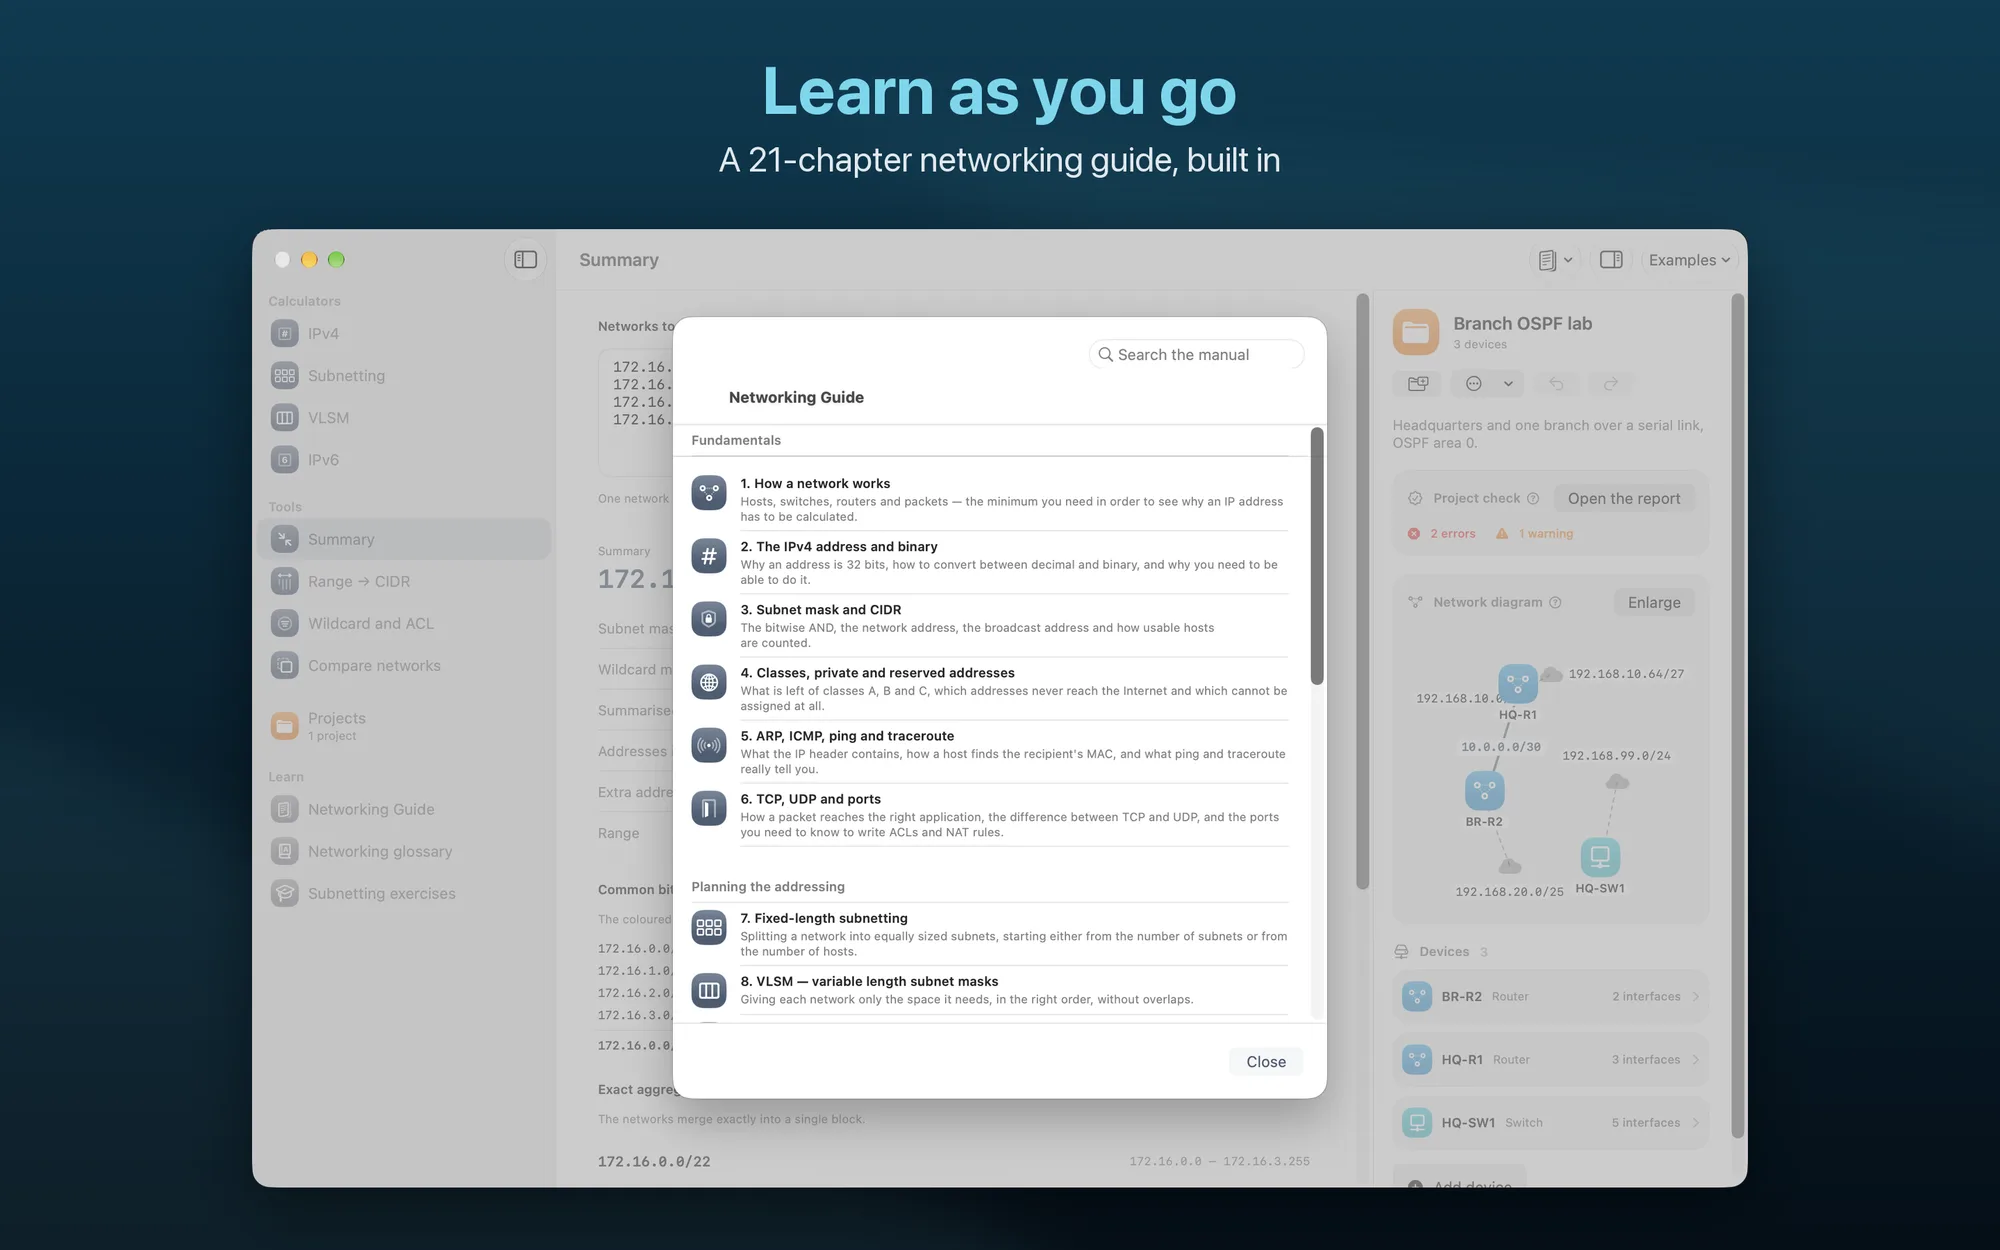 Learn as you go
A 21-chapter networking guide, built in
Summary
Examples
Calculators
IPv4
Subnetting
VLSM
IPv6
Tools
Summary
Range → CIDR
Wildcard and ACL
Compare networks
Projects
1 project
Learn
Networking Guide
Networking glossary
Subnetting exercises
Networks to
172.16.
172.16.
172.16.
172.16.
One network
Summary
172.1
Subnet mas
Wildcard m
Summarise
Addresses
Extra addre
Range
Common bit
The coloured
172.16.0.0/
172.16.1.0/
172.16.2.0/
172.16.3.0/
172.16.0.0/
Exact aggreg
The networks merge exactly into a single block.
172.16.0.0/22
172.16.0.0 – 172.16.3.255
Search the manual
Networking Guide
Fundamentals
1. How a network works
Hosts, switches, routers and packets — the minimum you need in order to see why an IP address
has to be calculated.
2. The IPv4 address and binary
Why an address is 32 bits, how to convert between decimal and binary, and why you need to be
able to do it.
3. Subnet mask and CIDR
The bitwise AND, the network address, the broadcast address and how usable hosts
are counted.
4. Classes, private and reserved addresses
What is left of classes A, B and C, which addresses never reach the Internet and which cannot be
assigned at all.
5. ARP, ICMP, ping and traceroute
What the IP header contains, how a host finds the recipient's MAC, and what ping and traceroute
really tell you.
6. TCP, UDP and ports
How a packet reaches the right application, the difference between TCP and UDP, and the ports
you need to know to write ACLs and NAT rules.
Planning the addressing
7. Fixed-length subnetting
Splitting a network into equally sized subnets, starting either from the number of subnets or from
the number of hosts.
8. VLSM — variable length subnet masks
Giving each network only the space it needs, in the right order, without overlaps.
Close
Branch OSPF lab
3 devices
Headquarters and one branch over a serial link,
OSPF area 0.
Project check
Open the report
2 errors
1 warning
Network diagram
Enlarge
192.168.10.64/27
192.168.10.0
HQ-R1
10.0.0.0/30
192.168.99.0/24
BR-R2
192.168.20.0/25
HQ-SW1
Devices 3
BR-R2 Router 2 interfaces
HQ-R1 Router 3 interfaces
HQ-SW1 Switch 5 interfaces
Add device